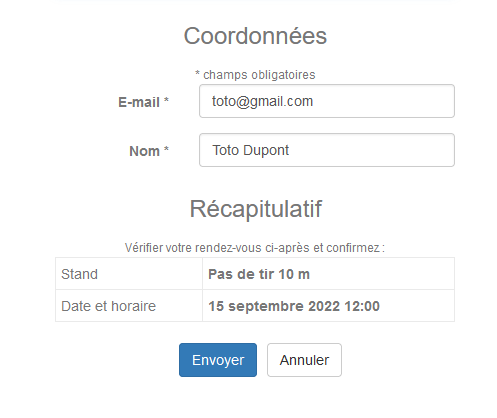 Coordonnées
* champs obligatoires
E-mail * toto@gmail.com
Nom * Toto Dupont
Récapitulatif
Vérifier votre rendez-vous ci-après et confirmez :
Stand Pas de tir 10 m
Date et horaire 15 septembre 2022 12:00
Envoyer Annuler